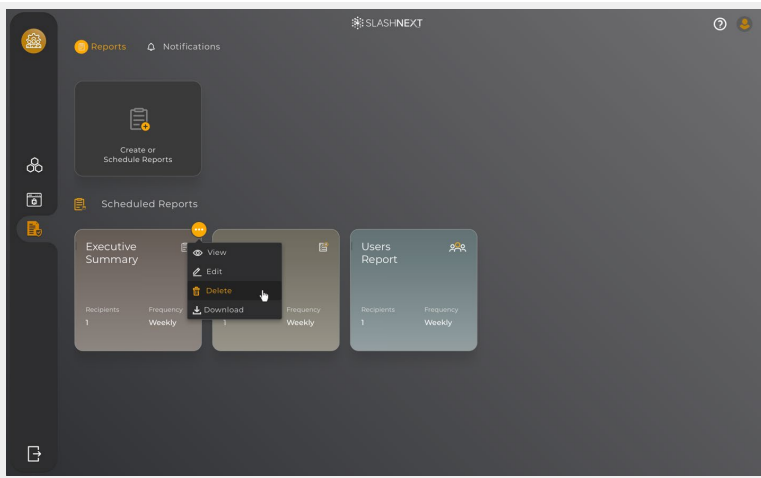 SLASHNEXT
Reports
Notifications
Create or
Schedule Reports
Scheduled Reports
Executive
Summary
View
Edit
Delete
Download
Recipients
Frequency
1
Weekly
Frequency
1
Weekly
Users
Report
Recipients
Frequency
1
Weekly